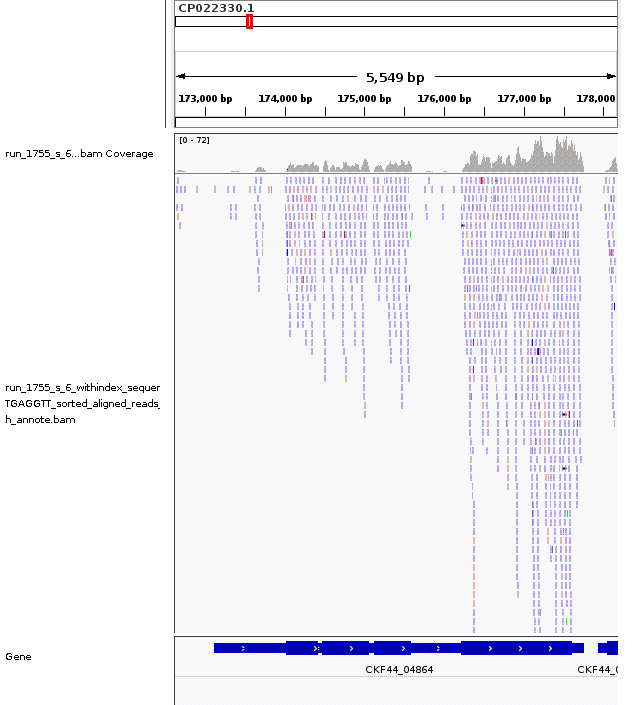 CP022330.1
5,549 bp
173,000 bp 174,000 bp 175,000 bp 176,000 bp 177,000 bp 178,000
[0 - 72]
run_1755_s_6...bam Coverage
run_1755_s_6_withindex_sequer
TGAGGTT_sorted_aligned_reads_
h_annote.bam
Gene
CKF44_04864 CKF44_0